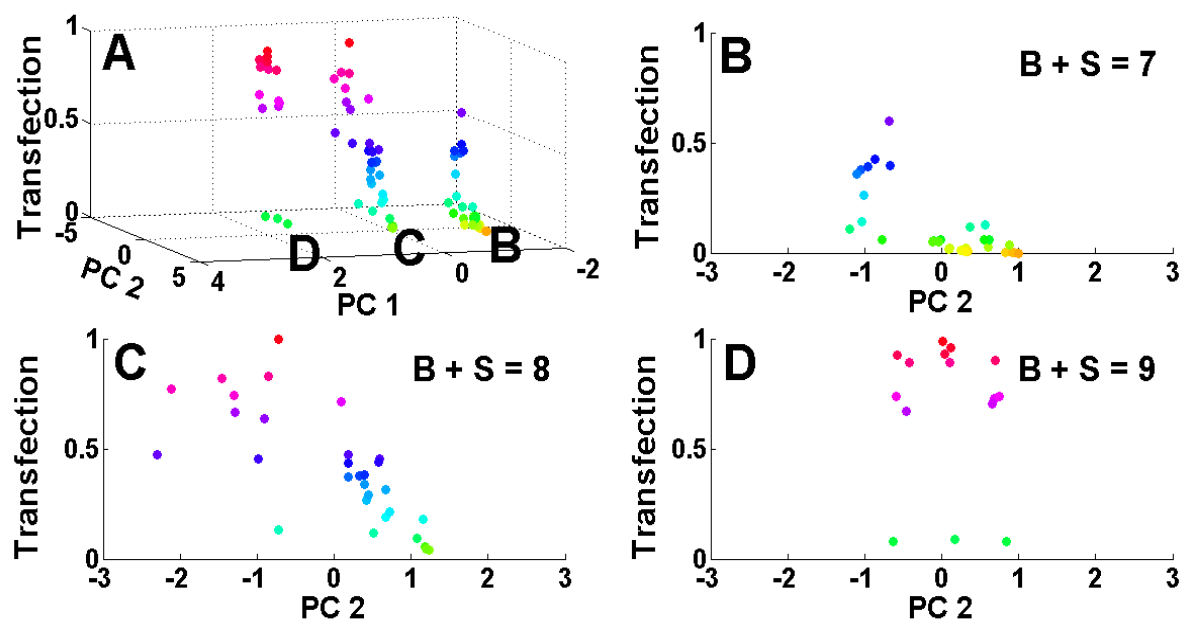 A
Transfection
1
0.5
0
-5
0
5
PC 2
4
2
0
-2
PC 1
D
C
B
B
B + S = 7
Transfection
1
0.5
0
-3
-2
-1
0
1
2
3
PC 2
C
B + S = 8
Transfection
1
0.5
0
-3
-2
-1
0
1
2
3
PC 2
D
B + S = 9
Transfection
1
0.5
0
-3
-2
-1
0
1
2
3
PC 2